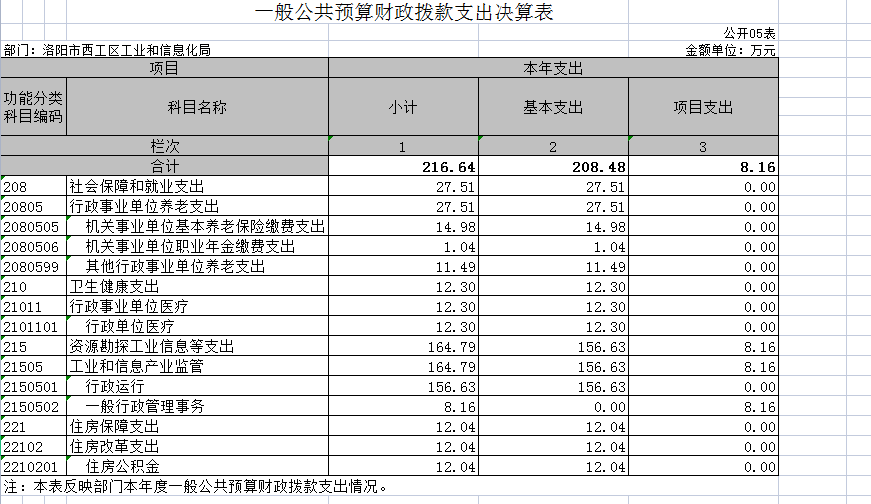 一般公共预算财政拨款支出决算表
公开05表
部门：洛阳市西工区工业和信息化局 金额单位：万元
项目 本年支出
功能分类科目编码 科目名称 小计 基本支出 项目支出
栏次 1 2 3
合计 216.64 208.48 8.16
208 社会保障和就业支出 27.51 27.51 0.00
20805 行政事业单位养老支出 27.51 27.51 0.00
2080505 机关事业单位基本养老保险缴费支出 14.98 14.98 0.00
2080506 机关事业单位职业年金缴费支出 1.04 1.04 0.00
2080599 其他行政事业单位养老支出 11.49 11.49 0.00
210 卫生健康支出 12.30 12.30 0.00
21011 行政事业单位医疗 12.30 12.30 0.00
2101101 行政单位医疗 12.30 12.30 0.00
215 资源勘探工业信息等支出 164.79 156.63 8.16
21505 工业和信息产业监管 164.79 156.63 8.16
2150501 行政运行 156.63 156.63 0.00
2150502 一般行政管理事务 8.16 0.00 8.16
221 住房保障支出 12.04 12.04 0.00
22102 住房改革支出 12.04 12.04 0.00
2210201 住房公积金 12.04 12.04 0.00
注：本表反映部门本年度一般公共预算财政拨款支出情况。